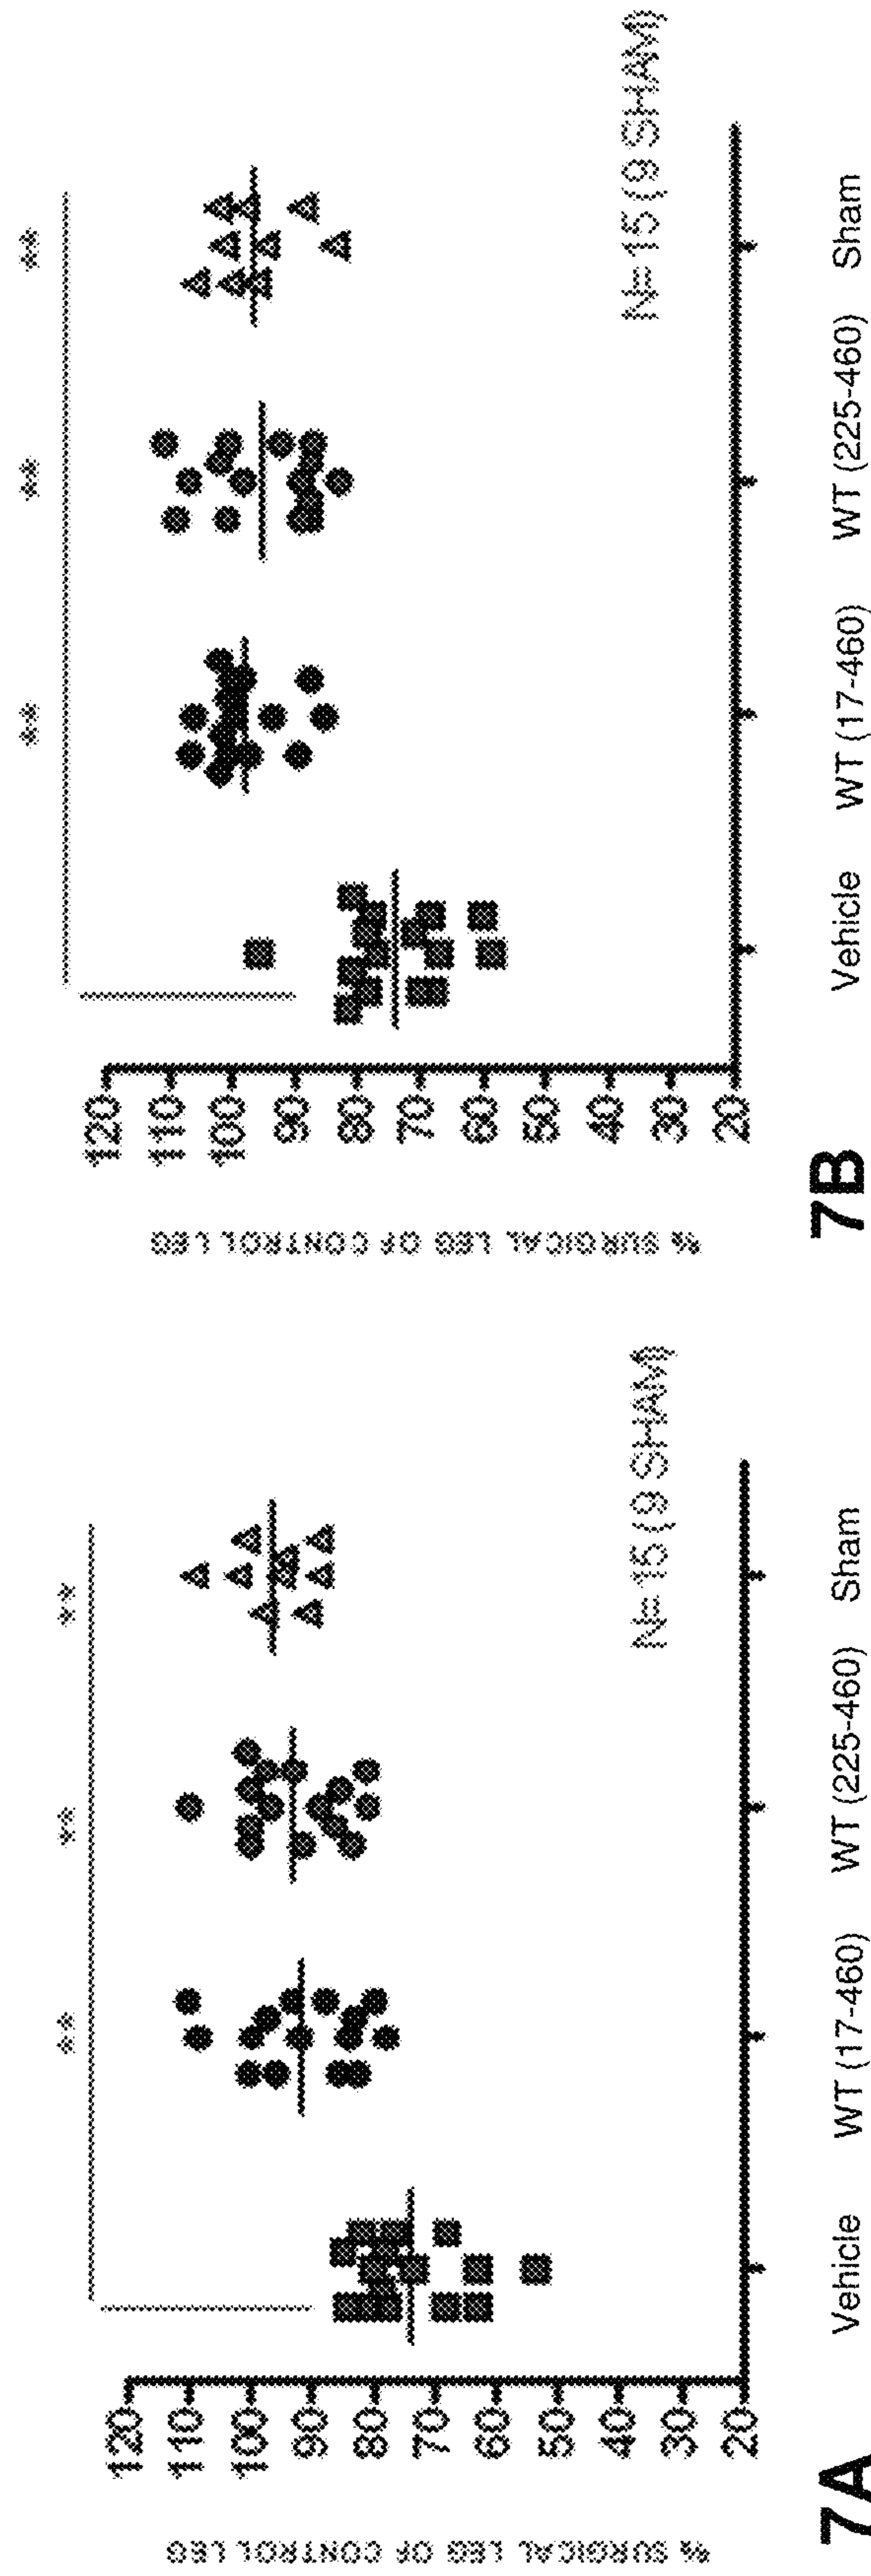 % SURGICAL LEG OF CONTROL LEG
120
110
100
90
80
70
60
50
40
30
20
**
**
**
N= 15 (9 SHAM)
Vehicle
WT (17-460)
WT (225-460)
Sham
7A
% SURGICAL LEG OF CONTROL LEG
120
110
100
90
80
70
60
50
40
30
20
**
**
**
N= 15 (9 SHAM)
Vehicle
WT (17-460)
WT (225-460)
Sham
7B